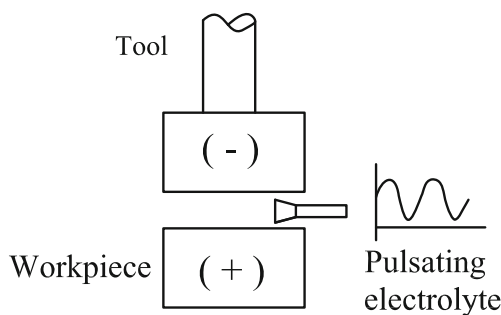 Tool
( - )
( + )
Workpiece
Pulsating
electrolyte